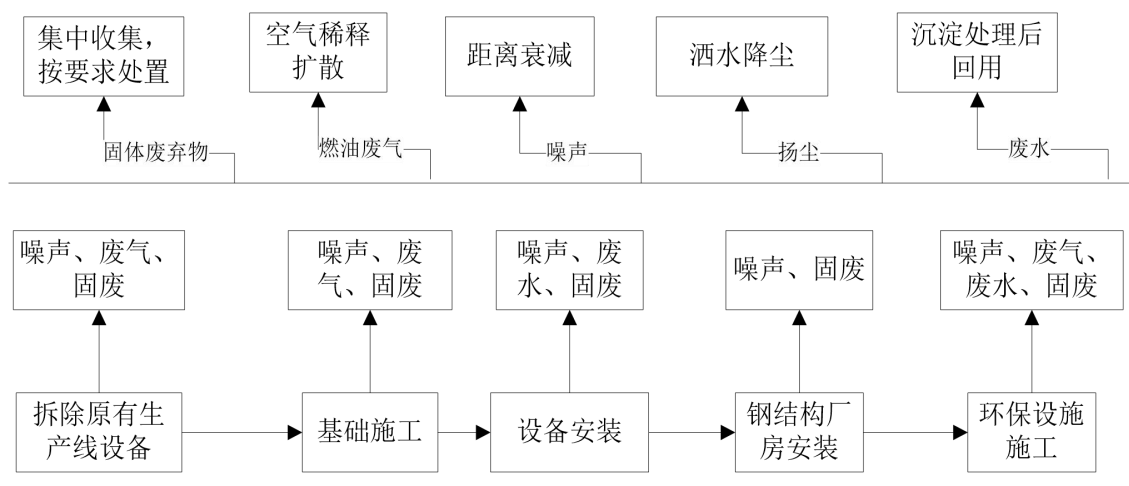 集中收集，
按要求处置
空气稀释
扩散
距离衰减
洒水降尘
沉淀处理后
回用
固体废弃物
燃油废气
噪声
扬尘
废水
噪声、废气、
固废
噪声、废
气、固废
噪声、废
水、固废
噪声、固废
噪声、废气、
废水、固废
拆除原有生
产线设备
基础施工
设备安装
钢结构厂
房安装
环保设施
施工